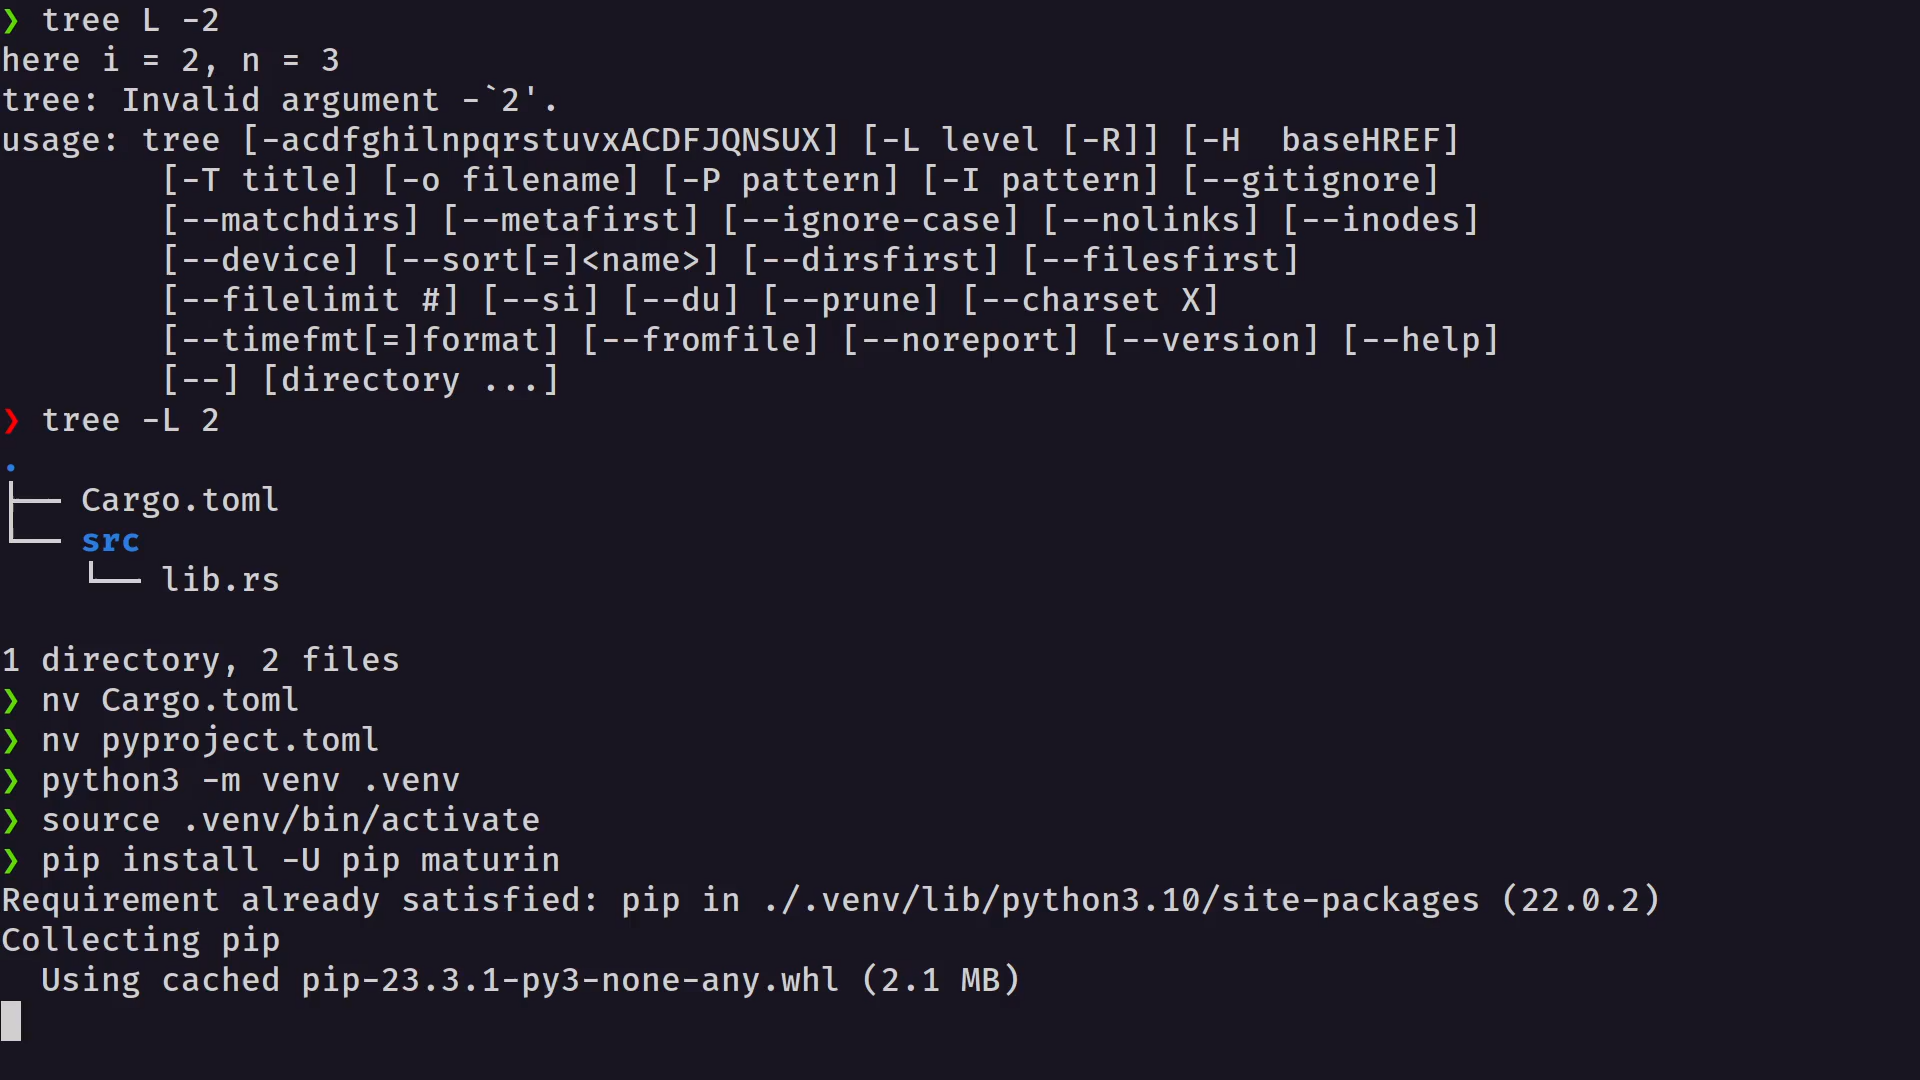 ❯ tree L -2
here i = 2, n = 3
tree: Invalid argument -`2'.
usage: tree [-acdfghilnpqrstuvxACDFJQNSUX] [-L level [-R]] [-H  baseHREF]
        [-T title] [-o filename] [-P pattern] [-I pattern] [--gitignore]
        [--matchdirs] [--metafirst] [--ignore-case] [--nolinks] [--inodes]
        [--device] [--sort[=]<name>] [--dirsfirst] [--filesfirst]
        [--filelimit #] [--si] [--du] [--prune] [--charset X]
        [--timefmt[=]format] [--fromfile] [--noreport] [--version] [--help]
        [--] [directory ...]
❯ tree -L 2
.
├── Cargo.toml
└── src
    └── lib.rs

1 directory, 2 files
❯ nv Cargo.toml
❯ nv pyproject.toml
❯ python3 -m venv .venv
❯ source .venv/bin/activate
❯ pip install -U pip maturin
Requirement already satisfied: pip in ./.venv/lib/python3.10/site-packages (22.0.2)
Collecting pip
  Using cached pip-23.3.1-py3-none-any.whl (2.1 MB)